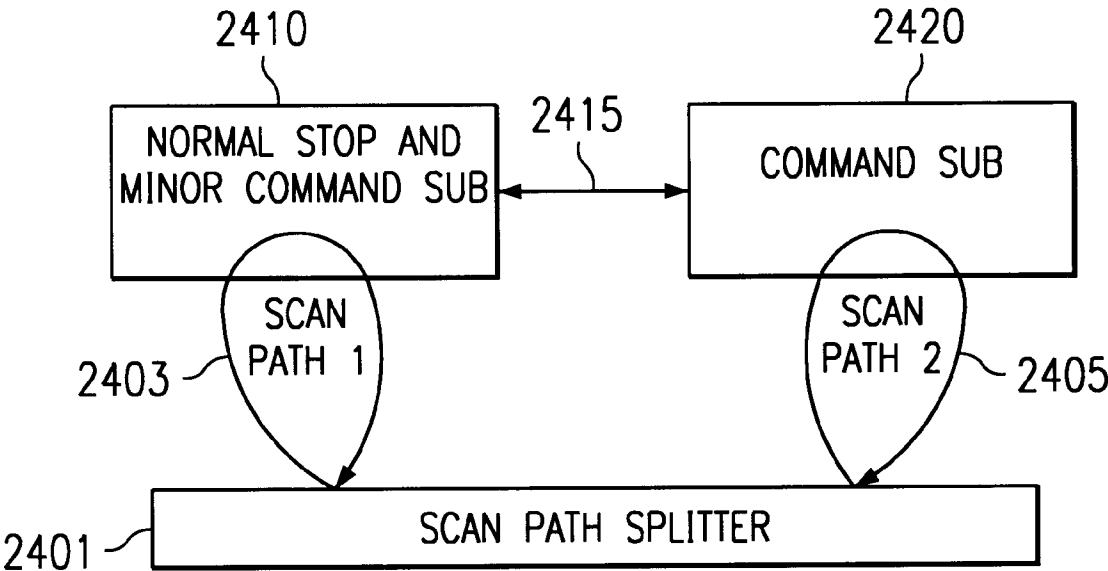 2410
2420
NORMAL STOP AND
MINOR COMMAND SUB
2415
COMMAND SUB
SCAN
PATH 1
2403
SCAN
PATH 2
2405
SCAN PATH SPLITTER
2401